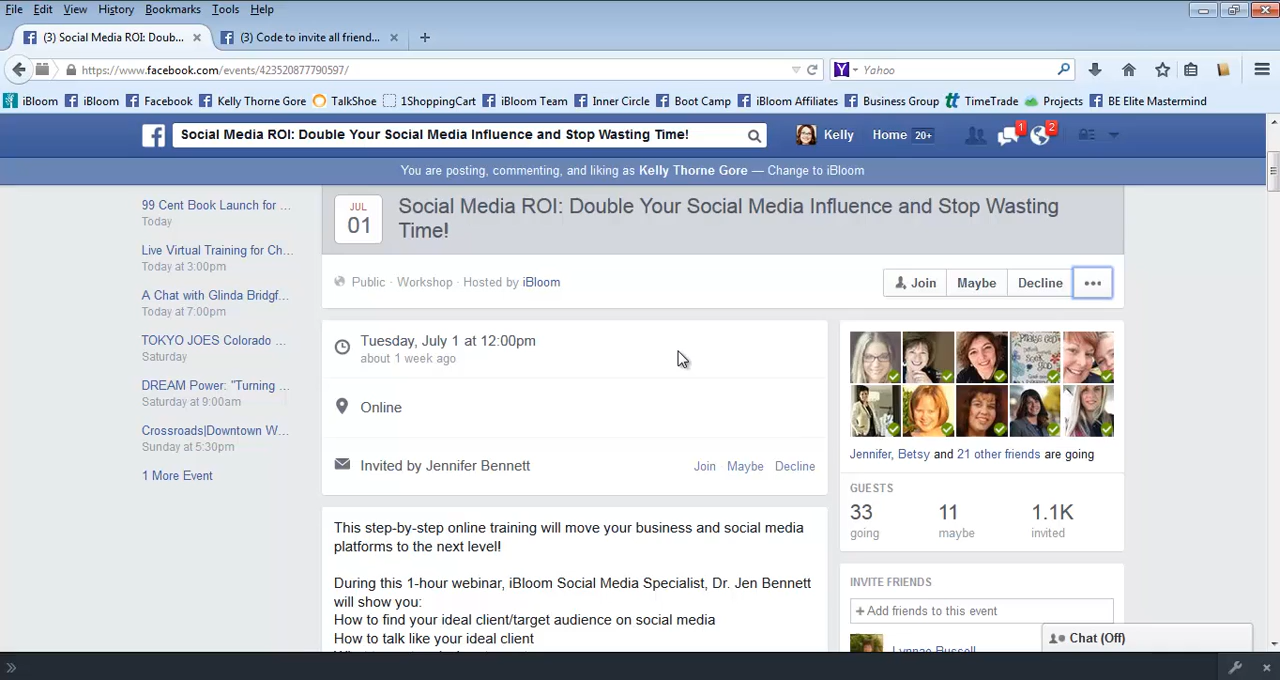 File Edit View History Bookmarks Tools Help
(3) Social Media ROI: Doub... × (3) Code to invite all friend... × +
https://www.facebook.com/events/423520877790597/ Yahoo
iBloom iBloom Facebook Kelly Thorne Gore TalkShoe 1ShoppingCart iBloom Team Inner Circle Boot Camp iBloom Affiliates Business Group TimeTrade Projects BE Elite Mastermind
Social Media ROI: Double Your Social Media Influence and Stop Wasting Time! Kelly Home 20+ 1 2
You are posting, commenting, and liking as Kelly Thorne Gore — Change to iBloom
99 Cent Book Launch for ...
Today
Live Virtual Training for Ch...
Today at 3:00pm
A Chat with Glinda Bridgf...
Today at 7:00pm
TOKYO JOES Colorado ...
Saturday
DREAM Power: "Turning ...
Saturday at 9:00am
Crossroads|Downtown W...
Sunday at 5:30pm
1 More Event
JUL
01
Social Media ROI: Double Your Social Media Influence and Stop Wasting
Time!
Public · Workshop · Hosted by iBloom
Join Maybe Decline •••
Tuesday, July 1 at 12:00pm
about 1 week ago
Online
Invited by Jennifer Bennett Join Maybe Decline
This step-by-step online training will move your business and social media
platforms to the next level!
During this 1-hour webinar, iBloom Social Media Specialist, Dr. Jen Bennett
will show you:
How to find your ideal client/target audience on social media
How to talk like your ideal client
Jennifer, Betsy and 21 other friends are going
GUESTS
33 11 1.1K
going maybe invited
INVITE FRIENDS
+ Add friends to this event
Lynnae Russell
Chat (Off)